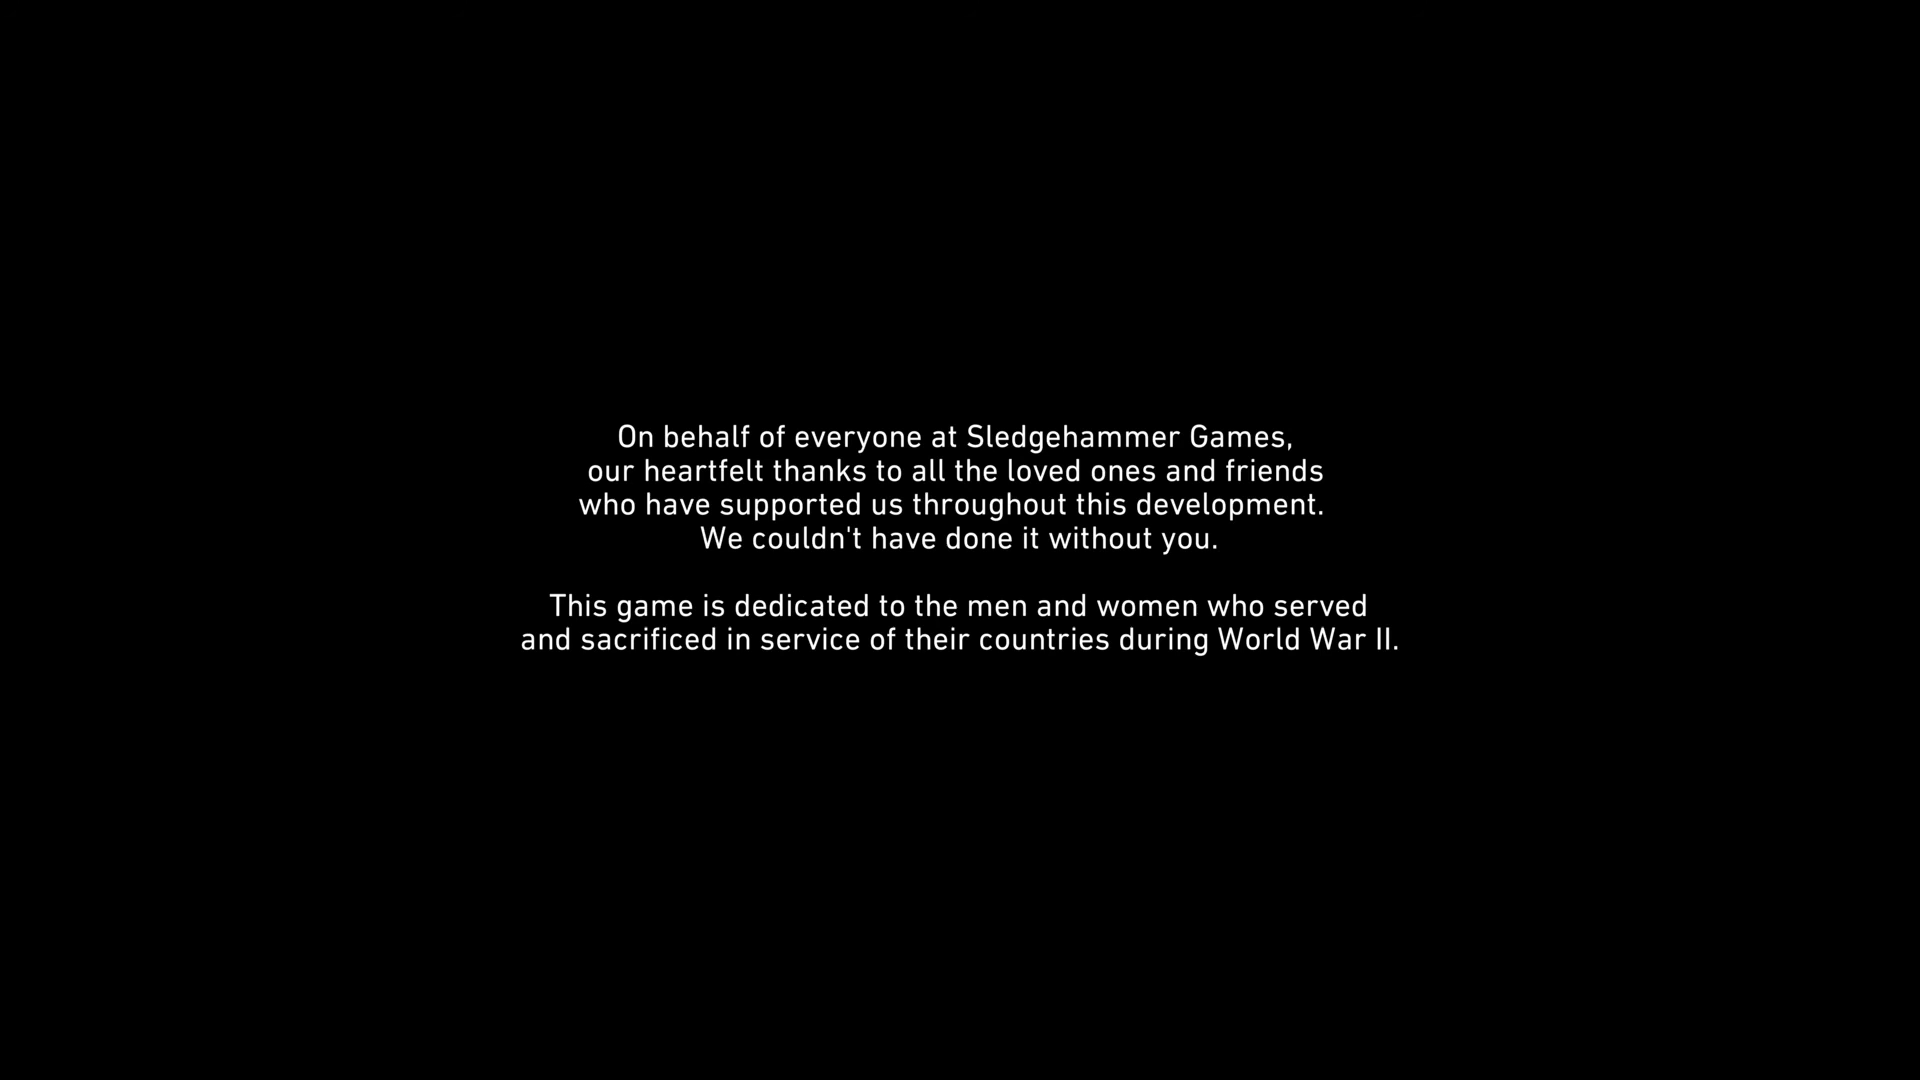 On behalf of everyone at Sledgehammer Games,
our heartfelt thanks to all the loved ones and friends
who have supported us throughout this development.
We couldn't have done it without you.
This game is dedicated to the men and women who served
and sacrificed in service of their countries during World War II.